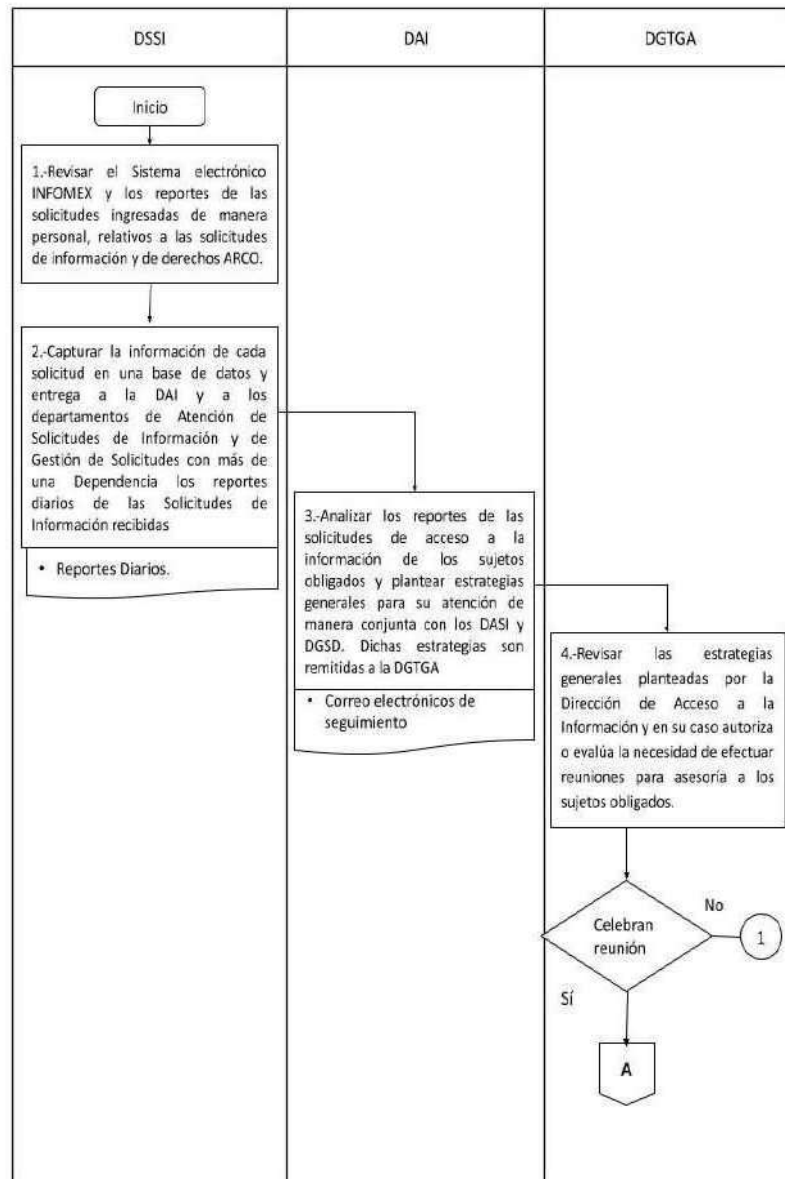 DSSI
DAI
DGTGA
Inicio
1.-Revisar el Sistema electrónico
INFOMEX y los reportes de las
solicitudes ingresadas de manera
personal, relativos a las solicitudes
de información y de derechos ARCO.
2.-Capturar la información de cada
solicitud en una base de datos y
entrega a la DAI y a los
departamentos de Atención de
Solicitudes de Información y de
Gestión de Solicitudes con más de
una Dependencia los reportes
diarios de las Solicitudes de
Información recibidas
• Reportes Diarios.
3.-Analizar los reportes de las
solicitudes de acceso a la
información de los sujetos
obligados y plantear estrategias
generales para su atención de
manera conjunta con los DASI y
DGSD. Dichas estrategias son
remitidas a la DGTGA
• Correo electrónicos de
seguimiento
4.-Revisar las estrategias
generales planteadas por la
Dirección de Acceso a la
Información y en su caso autoriza
o evalúa la necesidad de efectuar
reuniones para asesoría a los
sujetos obligados.
Celebran
reunión
No
1
Sí
A